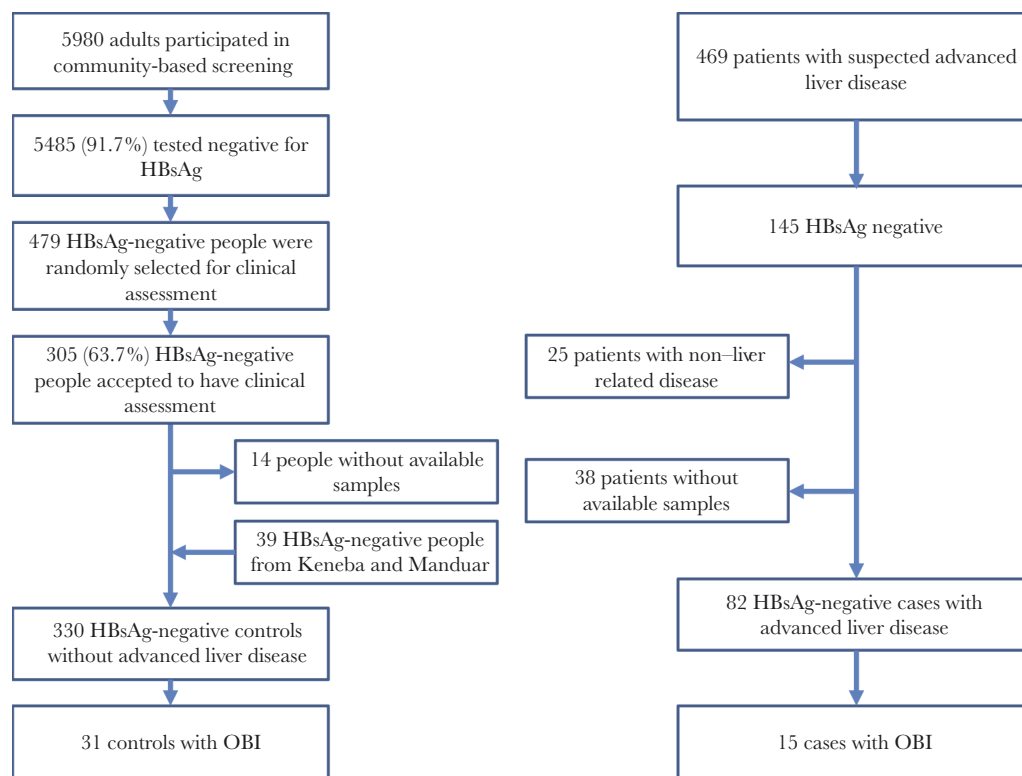 5980 adults participated in
community-based screening
5485 (91.7%) tested negative for
HBsAg
479 HBsAg-negative people were
randomly selected for clinical
assessment
305 (63.7%) HBsAg-negative
people accepted to have clinical
assessment
14 people without available
samples
39 HBsAg-negative people
from Keneba and Manduar
330 HBsAg-negative controls
without advanced liver disease
31 controls with OBI
469 patients with suspected advanced
liver disease
145 HBsAg negative
25 patients with non–liver
related disease
38 patients without
available samples
82 HBsAg-negative cases with
advanced liver disease
15 cases with OBI